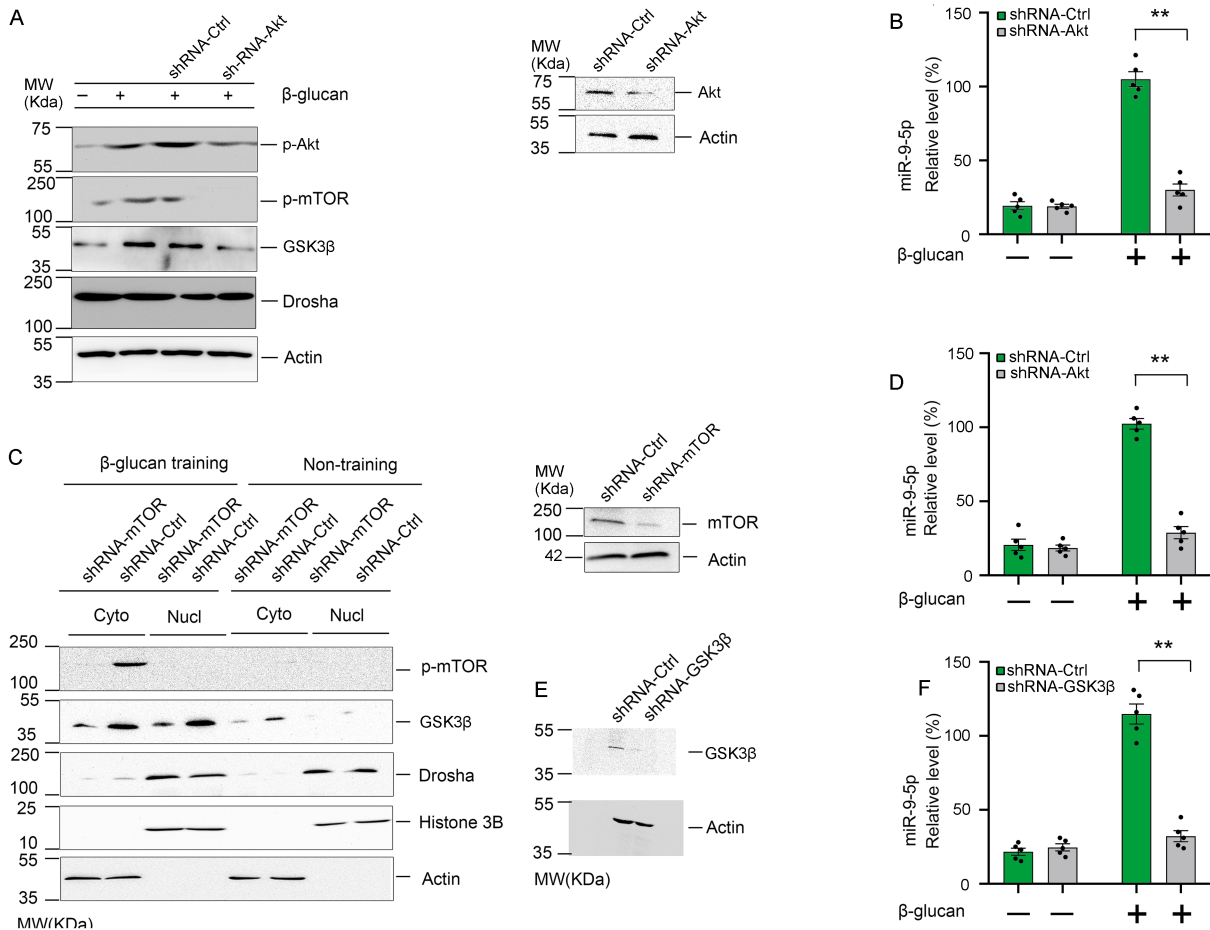 A
shRNA-Ctrl
sh-RNA-Akt
MW
(Kda)
– + + + β-glucan
75
55
p-Akt
250
100
p-mTOR
55
35
GSK3β
250
100
Drosha
55
35
Actin
MW
(Kda)
shRNA-Ctrl
shRNA-Akt
75
55
Akt
55
35
Actin
B
shRNA-Ctrl
shRNA-Akt
**
150
100
50
0
miR-9-5p
Relative level (%)
β-glucan — — + +
C
β-glucan training Non-training
shRNA-mTOR
shRNA-Ctrl
shRNA-mTOR
shRNA-Ctrl
shRNA-mTOR
shRNA-Ctrl
shRNA-mTOR
shRNA-Ctrl
Cyto Nucl Cyto Nucl
250
100
p-mTOR
55
35
GSK3β
250
100
Drosha
25
10
Histone 3B
55
35
Actin
MW(KDa)
MW
(Kda)
shRNA-Ctrl
shRNA-mTOR
250
100
mTOR
42
Actin
D
shRNA-Ctrl
shRNA-Akt
**
150
100
50
0
miR-9-5p
Relative level (%)
β-glucan — — + +
E
shRNA-Ctrl
shRNA-GSK3β
55
35
GSK3β
55
35
Actin
MW(KDa)
F
shRNA-Ctrl
shRNA-GSK3β
**
150
100
50
0
miR-9-5p
Relative level (%)
β-glucan — — + +